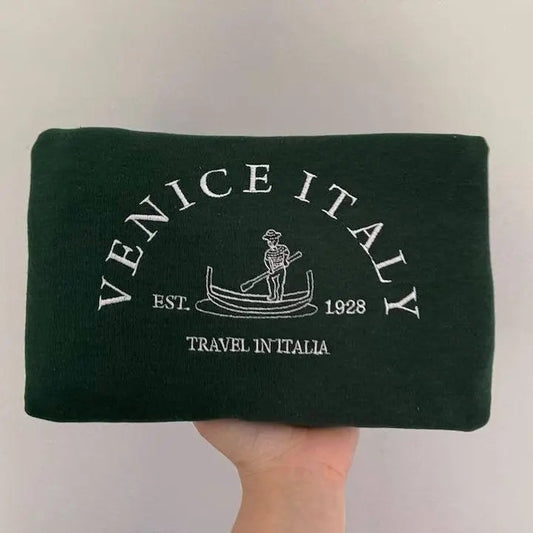 VENICE ITALY
EST. 1928
TRAVEL IN ITALIA